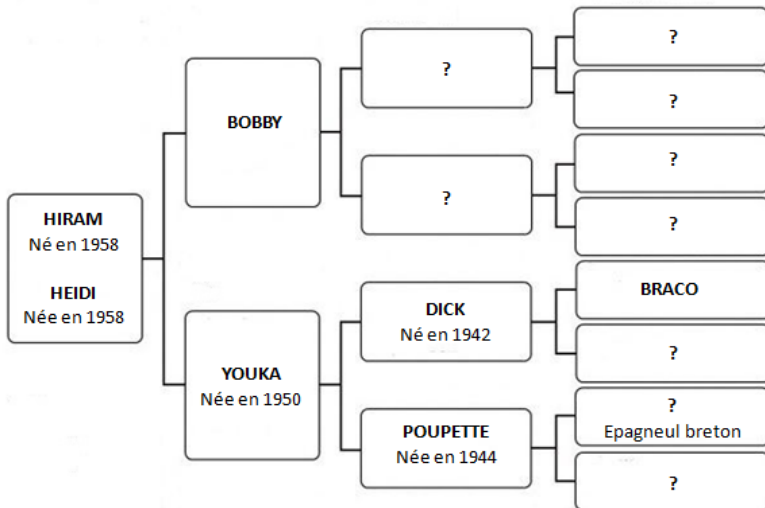 HIRAM
Né en 1958
HEIDI
Née en 1958
BOBBY
YOUKA
Née en 1950
?
?
DICK
Né en 1942
POUPETTE
Née en 1944
?
?
?
?
BRACO
?
?
Epagneul breton
?